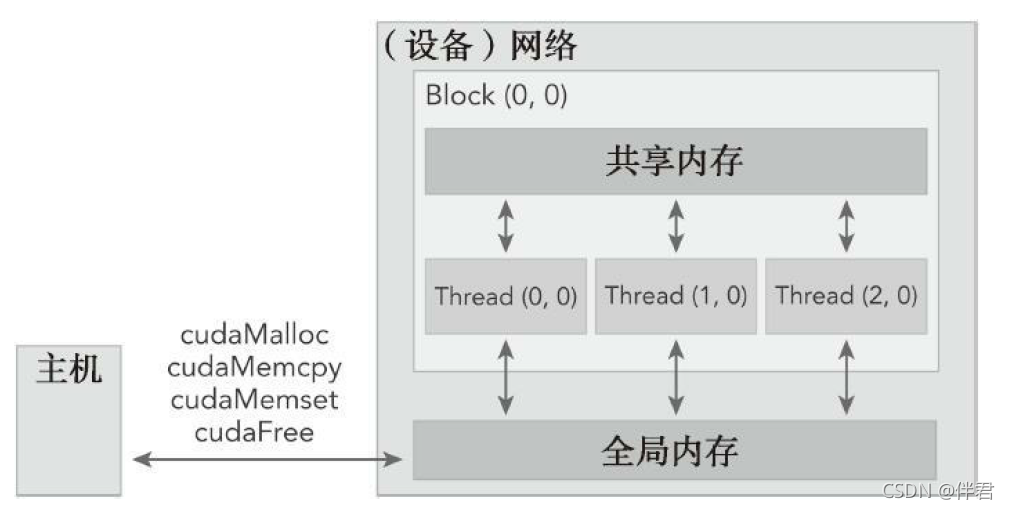 （设备）网络
Block (0, 0)
共享内存
Thread (0, 0)
Thread (1, 0)
Thread (2, 0)
cudaMalloc
cudaMemcpy
cudaMemset
cudaFree
主机
全局内存
CSDN @伴君